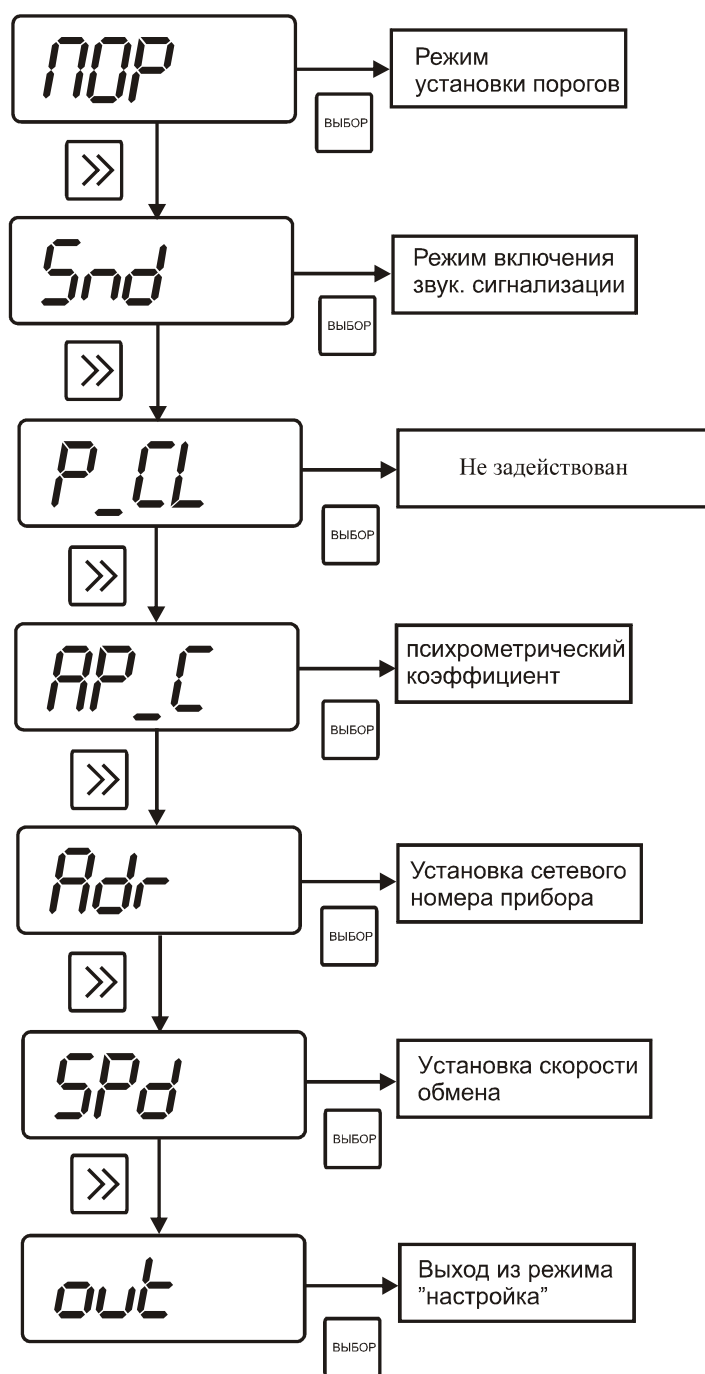 ПОР
Режим
установки порогов
ВЫБОР
>>
Snd
Режим включения
звук. сигнализации
ВЫБОР
>>
P_CL
Не задействован
ВЫБОР
>>
AP_C
психрометрический
коэффициент
ВЫБОР
>>
Adr
Установка сетевого
номера прибора
ВЫБОР
>>
SPd
Установка скорости
обмена
ВЫБОР
>>
out
Выход из режима
"настройка"
ВЫБОР